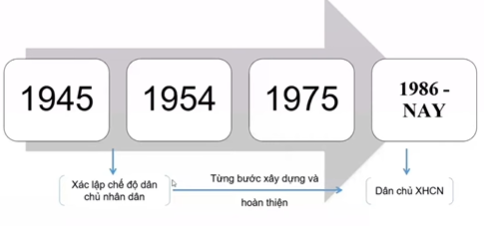 1945
1954
1975
1986 -
NAY
Xác lập chế độ dân
chủ nhân dân
Từng bước xây dựng và
hoàn thiện
Dân chủ XHCN